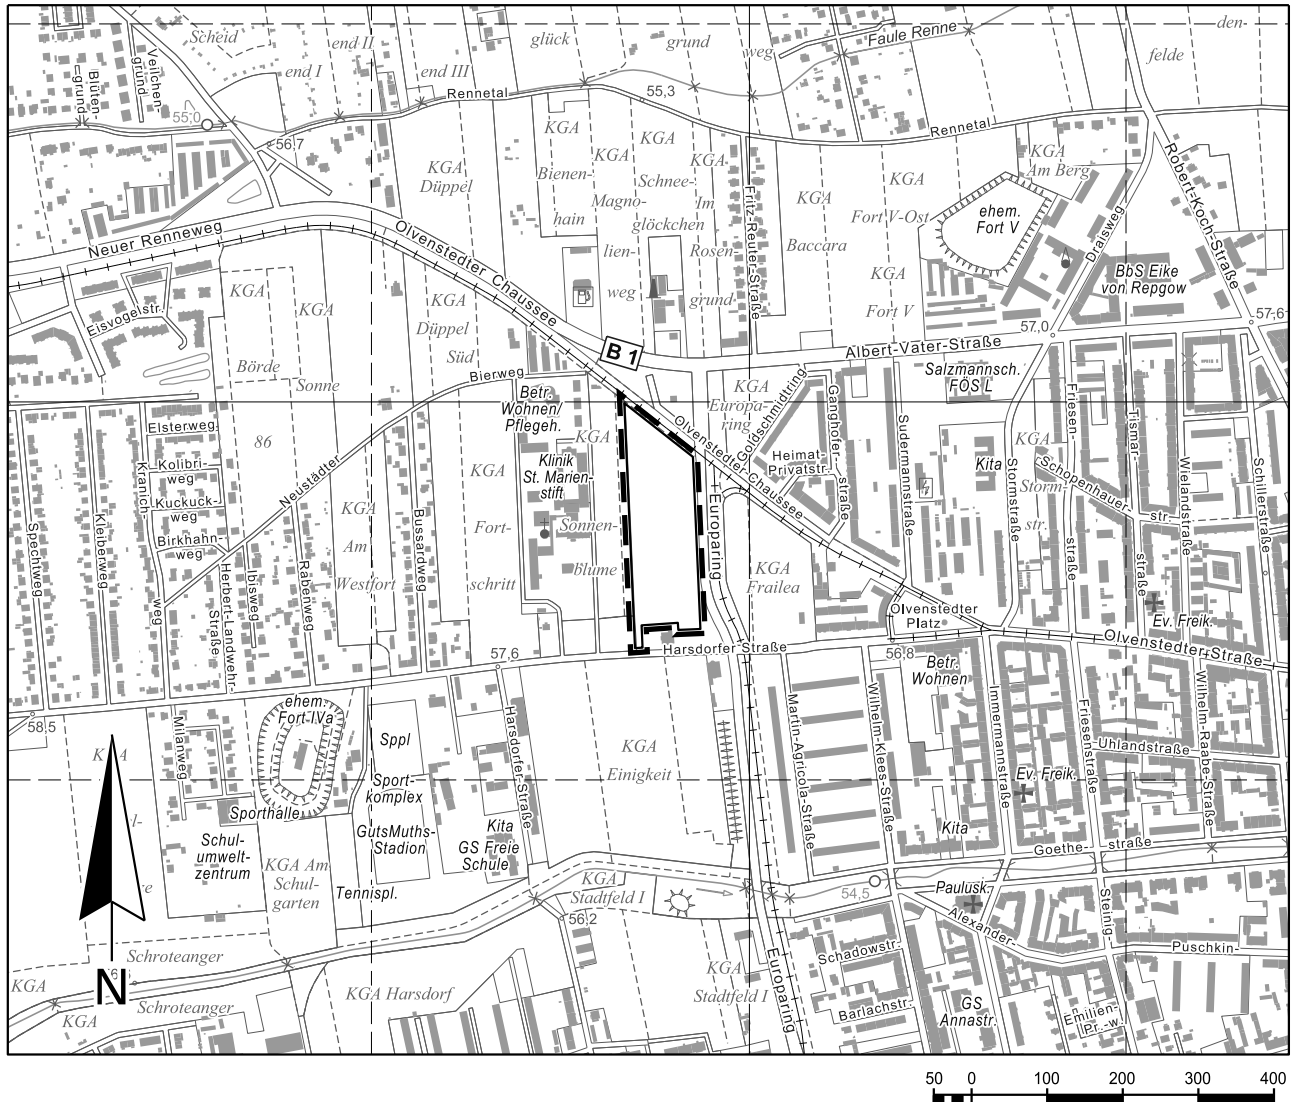 Scheid
end II
glück
grund
weg
Faule Renne
den-
felde
Veilchen-
grund
Blüten-
grund
end I
end III
Rennetal
55,3
55,0
56,7
Rennetal
KGA
Düppel
KGA
Bienen-
hain
KGA
Magno-
lien-
weg
KGA
Schnee-
glöckchen
KGA
Im
Rosen-
grund
Fritz-Reuter-Straße
KGA
Baccara
KGA
Fort V-Ost
KGA
Fort V
ehem.
Fort V
KGA
Am Berg
Draisweg
Robert-Koch-Straße
BbS Eike
von Repgow
57,0
57,6
Neuer Renneweg
Olvenstedter Chaussee
B 1
Albert-Vater-Straße
Eisvogelstr.
KGA
Börde
KGA
Sonne
86
KGA
Düppel
Süd
Bierweg
Neustädter
Betr.
Wohnen/
Pflegeh.
Klinik
St. Marien-
stift
KGA
Sonnen-
blume
KGA
Fort-
schritt
KGA
Am
Westfort
KGA
Europa-
ring
Goldschmidtring
Heimat-
Privatstr.
Ganghofer-
straße
Olvenstedter Chaussee
Sudermannstraße
Salzmannsch.
FÖS L
Kita
Stormstraße
KGA
Storm-
str.
Friesen-
straße
Schopenhauer-
str.
Tismar-
straße
Wielandstraße
Schillerstraße
Elsterweg
Kolibri-
weg
Kuckuck-
weg
Birkhahn-
weg
Kranich-
weg
Spechtweg
Kleiberweg
Herbert-Landwehr-
Straße
Ibisweg
Rabenweg
Bussardweg
Europaring
KGA
Frailea
Olvenstedter
Platz
56,8
Ev. Freik.
Olvenstedter Straße
Harsdorfer Straße
57,6
58,5
ehem.
Fort IVa
Milanweg
KGA
Sporthalle
Schul-
umwelt-
zentrum
KGA Am
Schul-
garten
Sppl
Sport-
komplex
GutsMuths-
Stadion
Tennispl.
Harsdorfer Straße
Kita
GS Freie
Schule
KGA
Einigkeit
Martin-Agricola-Straße
Wilhelm-Klees-Straße
Betr.
Wohnen
Immermannstraße
Friesenstraße
Uhlandstraße
Wilhelm-Raabe-Straße
Ev. Freik.
Kita
Goethe-
straße
KGA
Stadtfeld I
56,2
54,5
Paulusk.
Alexander-
Steinig-
Puschkin-
Schadowstr.
Barlachstr.
GS
Annastr.
Emilien-
Pr.-w.
Europaring
KGA
Stadtfeld I
KGA Harsdorf
Schroteanger
Schroteanger
KGA
KGA
N
50 0 100 200 300 400